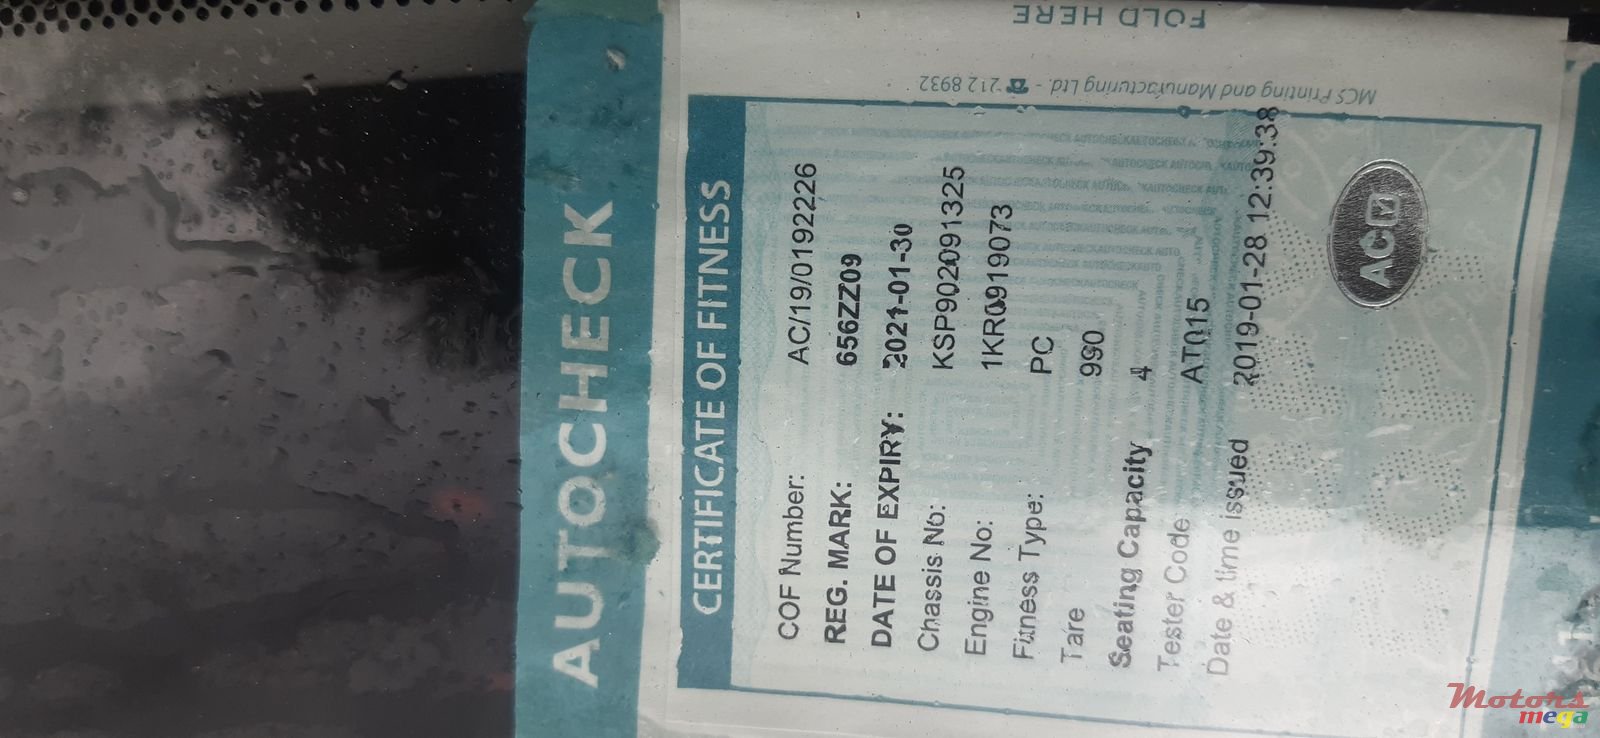 AUTOCHECK
CERTIFICATE OF FITNESS
COF Number: AC/19/0192226
REG. MARK: 656ZZ09
DATE OF EXPIRY: 2021-01-30
Chassis No: KSP902091325
Engine No: 1KR0919073
Fitness Type: PC
Tare 990
Seating Capacity 4
Tester Code AT015
Date & time issued 2019-01-28 12:39:38
AC
MCS Printing and Manufacturing Ltd. - ☎ 212 8932
FOLD HERE
Motors
mega